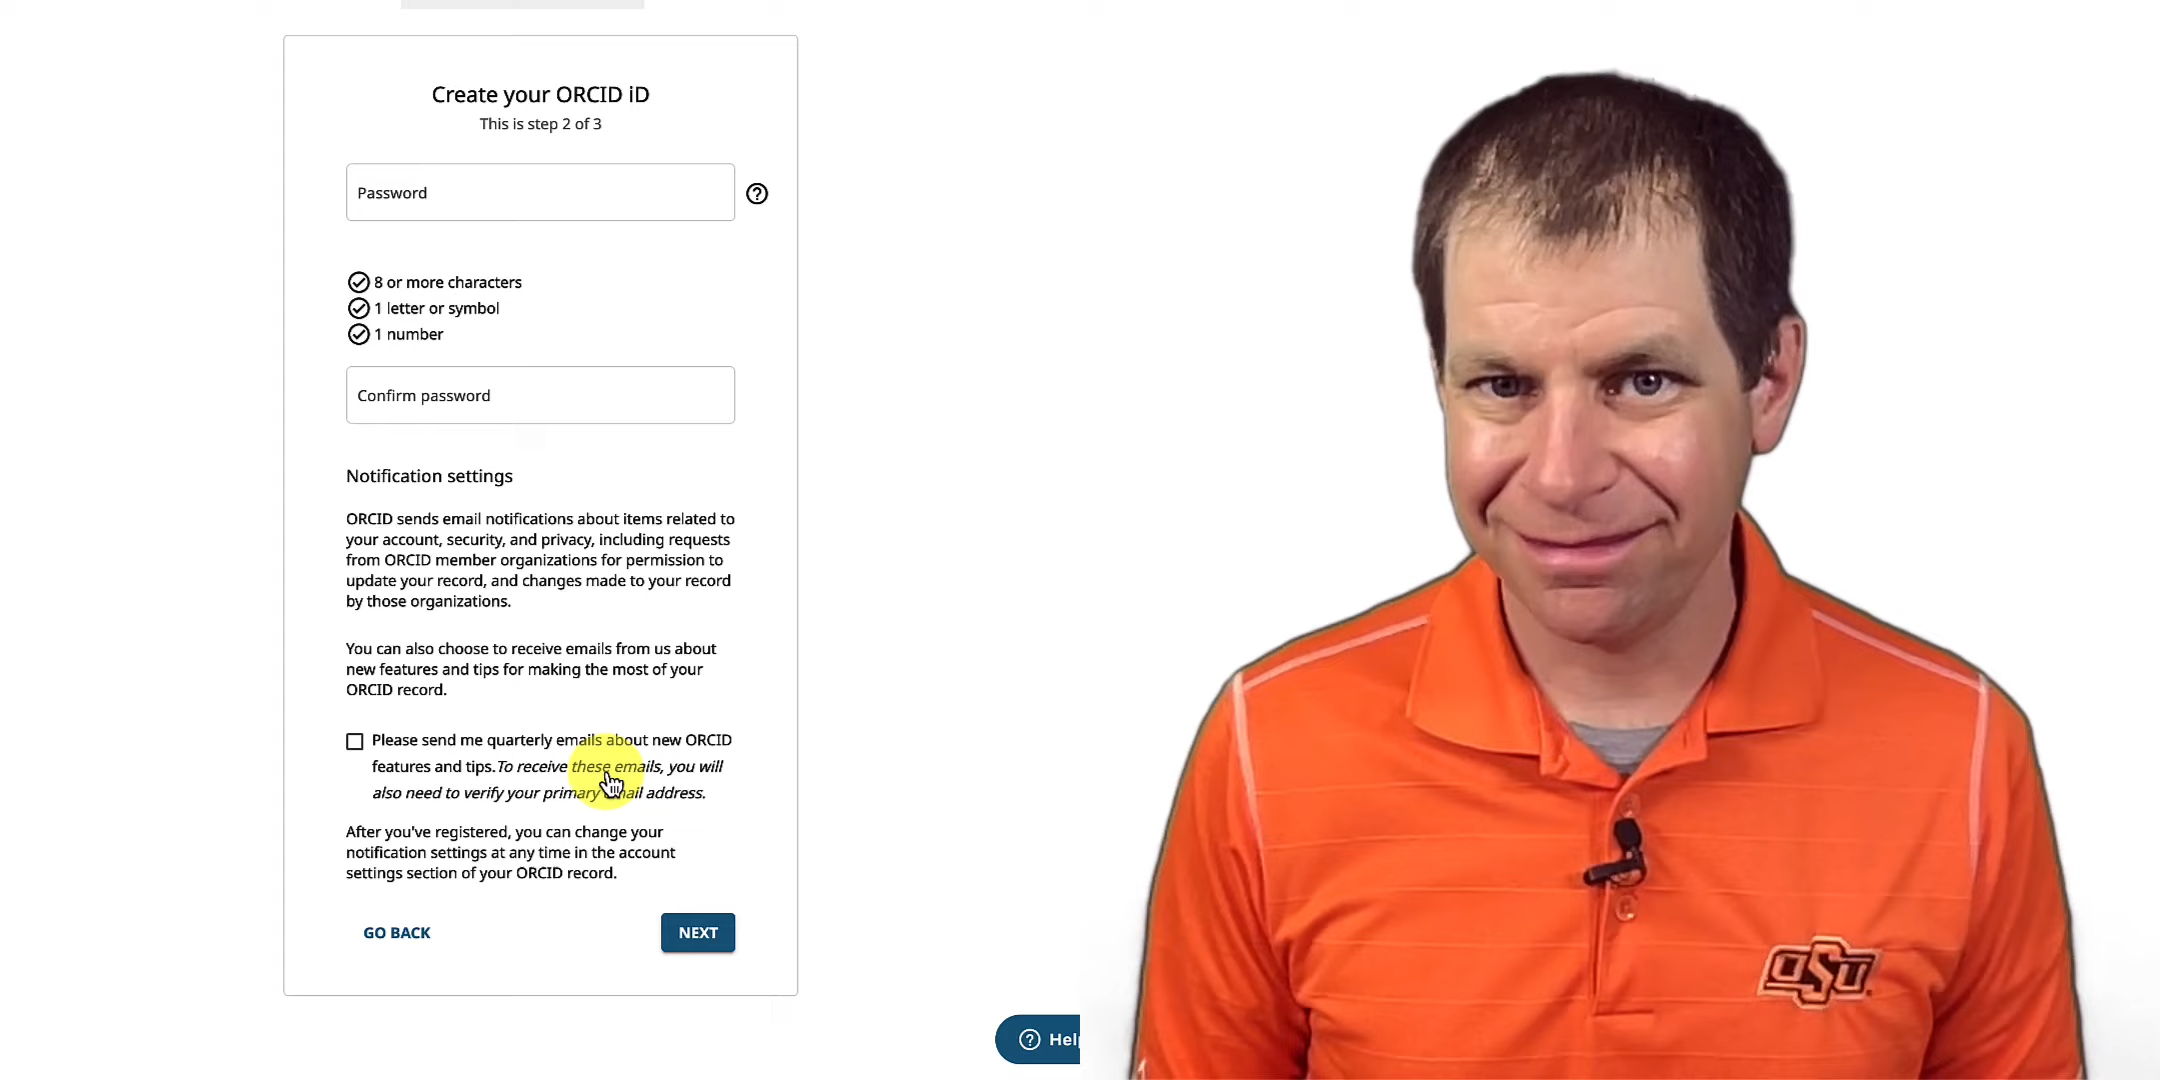 Create your ORCID iD
This is step 2 of 3
Password
8 or more characters
1 letter or symbol
1 number
Confirm password
Notification settings
ORCID sends email notifications about items related to
your account, security, and privacy, including requests
from ORCID member organizations for permission to
update your record, and changes made to your record
by those organizations.
You can also choose to receive emails from us about
new features and tips for making the most of your
ORCID record.
Please send me quarterly emails about new ORCID
features and tips.To receive these emails, you will
also need to verify your primary email address.
After you've registered, you can change your
notification settings at any time in the account
settings section of your ORCID record.
GO BACK
NEXT
Help
OSU